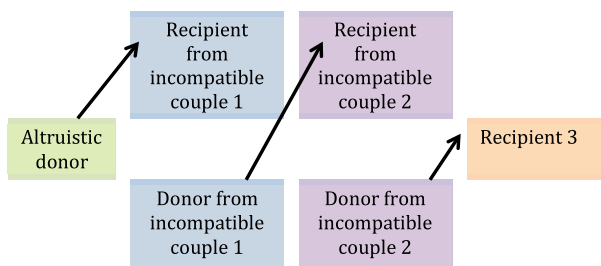 Recipient
from
incompatible
couple 1
Recipient
from
incompatible
couple 2
Altruistic
donor
Recipient 3
Donor from
incompatible
couple 1
Donor from
incompatible
couple 2